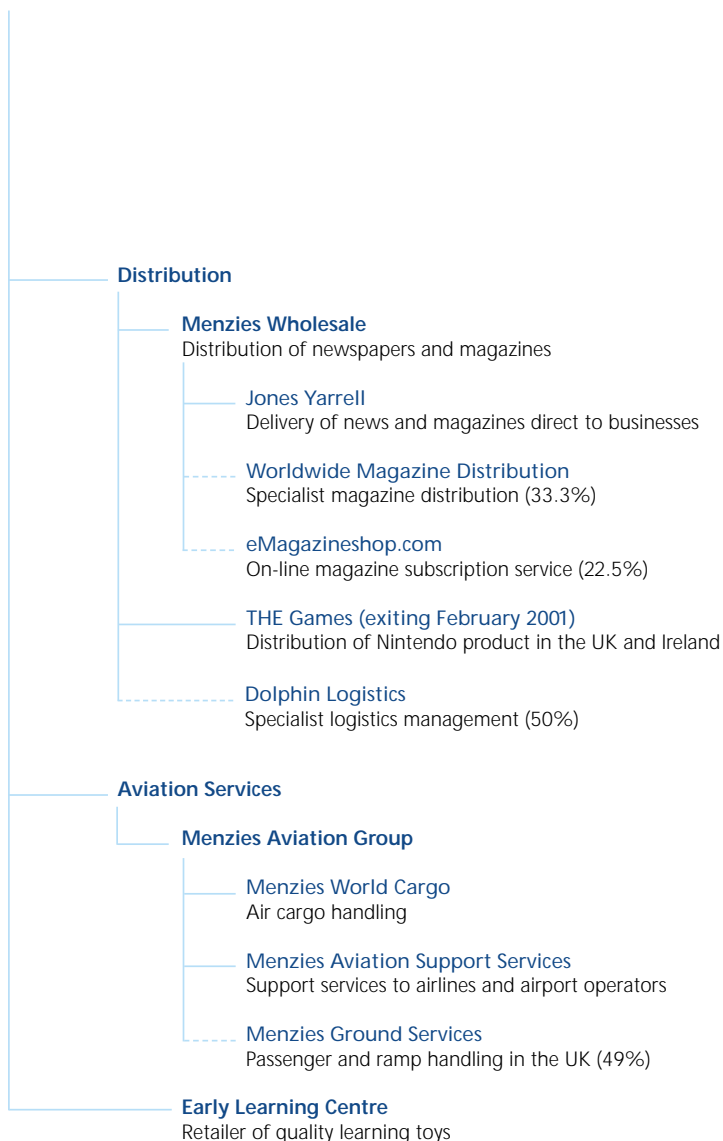 Distribution
Menzies Wholesale
Distribution of newspapers and magazines
Jones Yarrell
Delivery of news and magazines direct to businesses
Worldwide Magazine Distribution
Specialist magazine distribution (33.3%)
eMagazineshop.com
On-line magazine subscription service (22.5%)
THE Games (exiting February 2001)
Distribution of Nintendo product in the UK and Ireland
Dolphin Logistics
Specialist logistics management (50%)
Aviation Services
Menzies Aviation Group
Menzies World Cargo
Air cargo handling
Menzies Aviation Support Services
Support services to airlines and airport operators
Menzies Ground Services
Passenger and ramp handling in the UK (49%)
Early Learning Centre
Retailer of quality learning toys